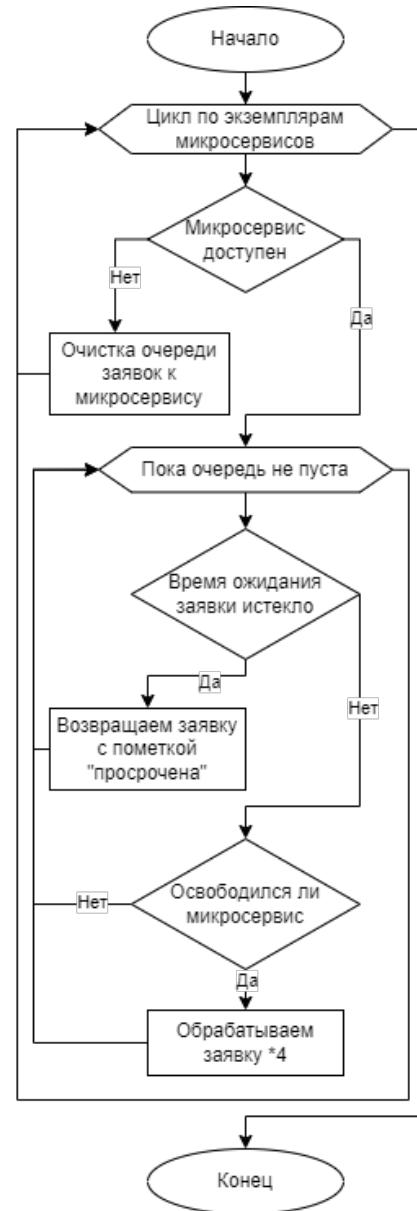 Начало
Цикл по экземплярам
микросервисов
Микросервис
доступен
Нет
Да
Очистка очереди
заявок к
микросервису
Пока очередь не пуста
Время ожидания
заявки истекло
Да
Нет
Возвращаем заявку
с пометкой
"просрочена"
Освободился ли
микросервис
Нет
Да
Обрабатываем
заявку *4
Конец